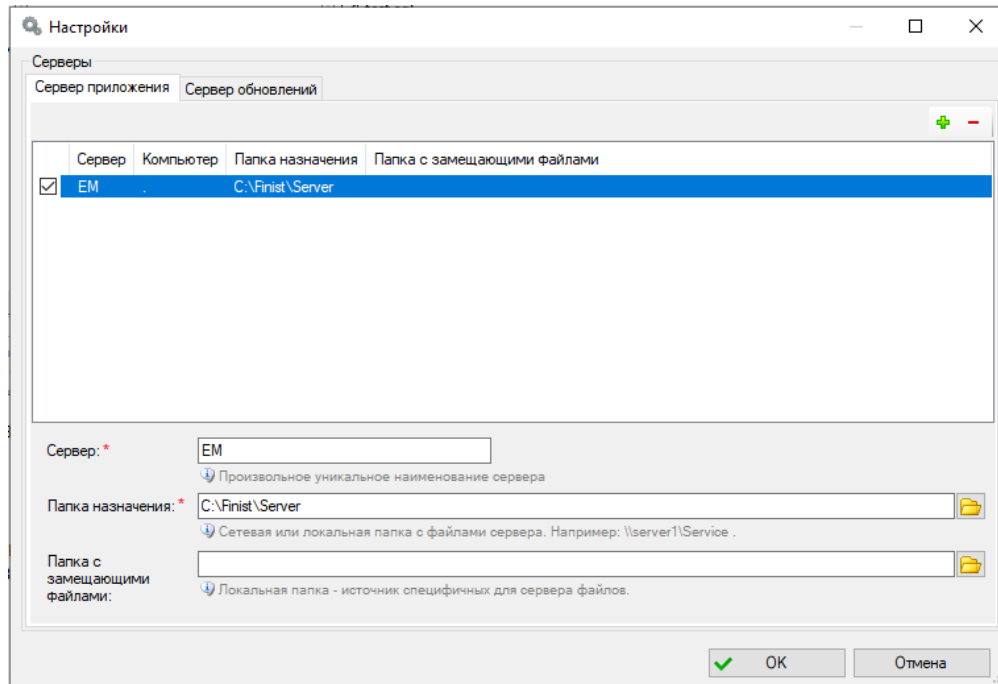 Настройки
Серверы
Сервер приложения Сервер обновлений
Сервер Компьютер Папка назначения Папка с замещающими файлами
EM . C:\Finist\Server
Сервер: * EM
Произвольное уникальное наименование сервера
Папка назначения: * C:\Finist\Server
Сетевая или локальная папка с файлами сервера. Например: \\server1\Service .
Папка с
замещающими
файлами:
Локальная папка - источник специфичных для сервера файлов.
OK Отмена